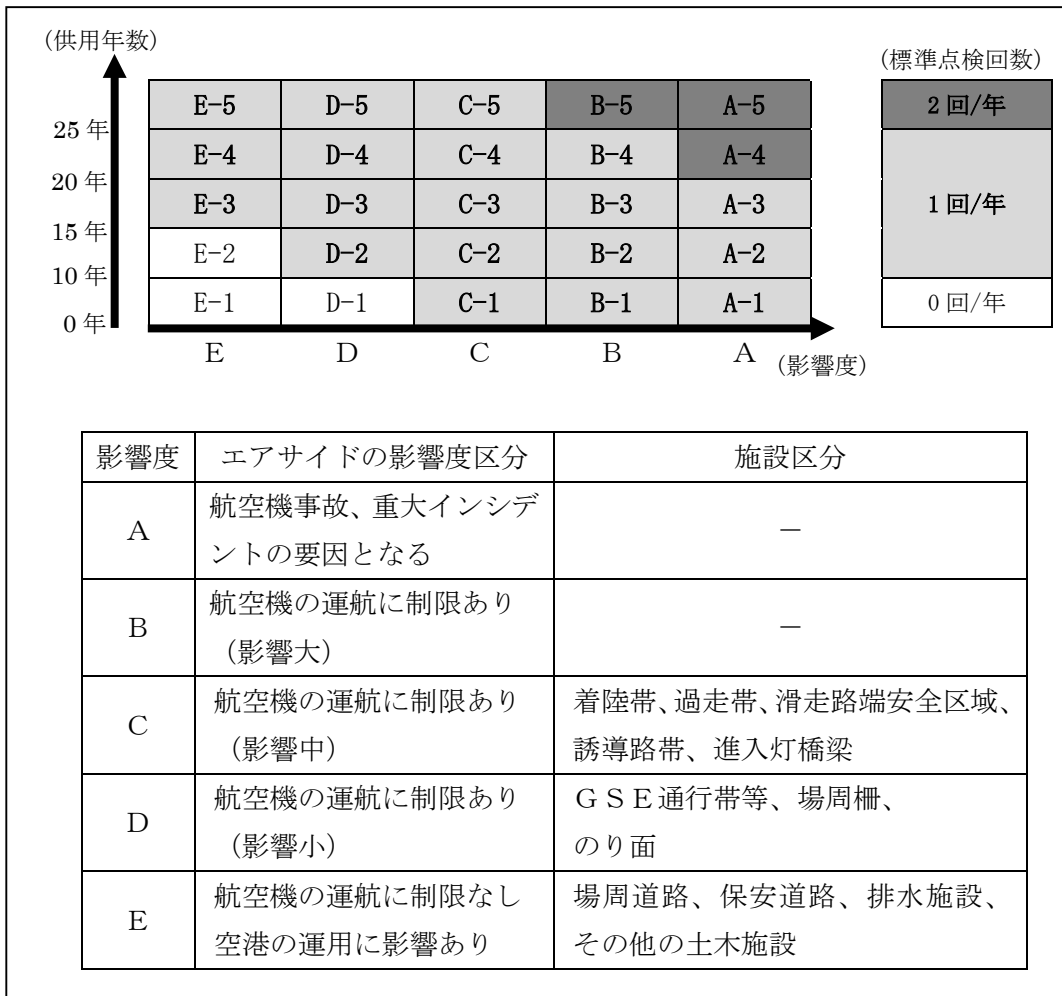 (供用年数)
(標準点検回数)
E-5 D-5 C-5 B-5 A-5 2回/年
25年
E-4 D-4 C-4 B-4 A-4
20年
E-3 D-3 C-3 B-3 A-3 1回/年
15年
E-2 D-2 C-2 B-2 A-2
10年
E-1 D-1 C-1 B-1 A-1 0回/年
0年
E D C B A (影響度)
影響度 エアサイドの影響度区分 施設区分
A 航空機事故、重大インシデ
ントの要因となる －
B 航空機の運航に制限あり
(影響大) －
C 航空機の運航に制限あり 着陸帯、過走帯、滑走路端安全区域、
(影響中) 誘導路帯、進入灯橋梁
D 航空機の運航に制限あり GSE通行帯等、場周柵、
(影響小) のり面
E 航空機の運航に制限なし 場周道路、保安道路、排水施設、
空港の運用に影響あり その他の土木施設